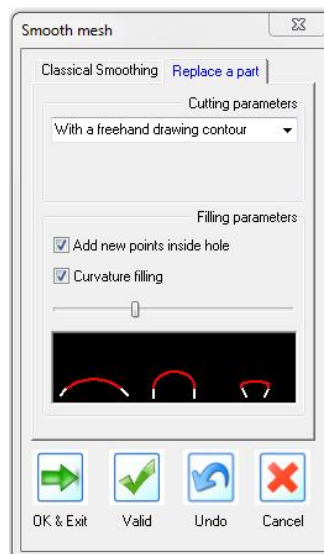 Smooth mesh
Classical Smoothing Replace a part
Cutting parameters
With a freehand drawing contour
Filling parameters
Add new points inside hole
Curvature filling
OK & Exit Valid Undo Cancel